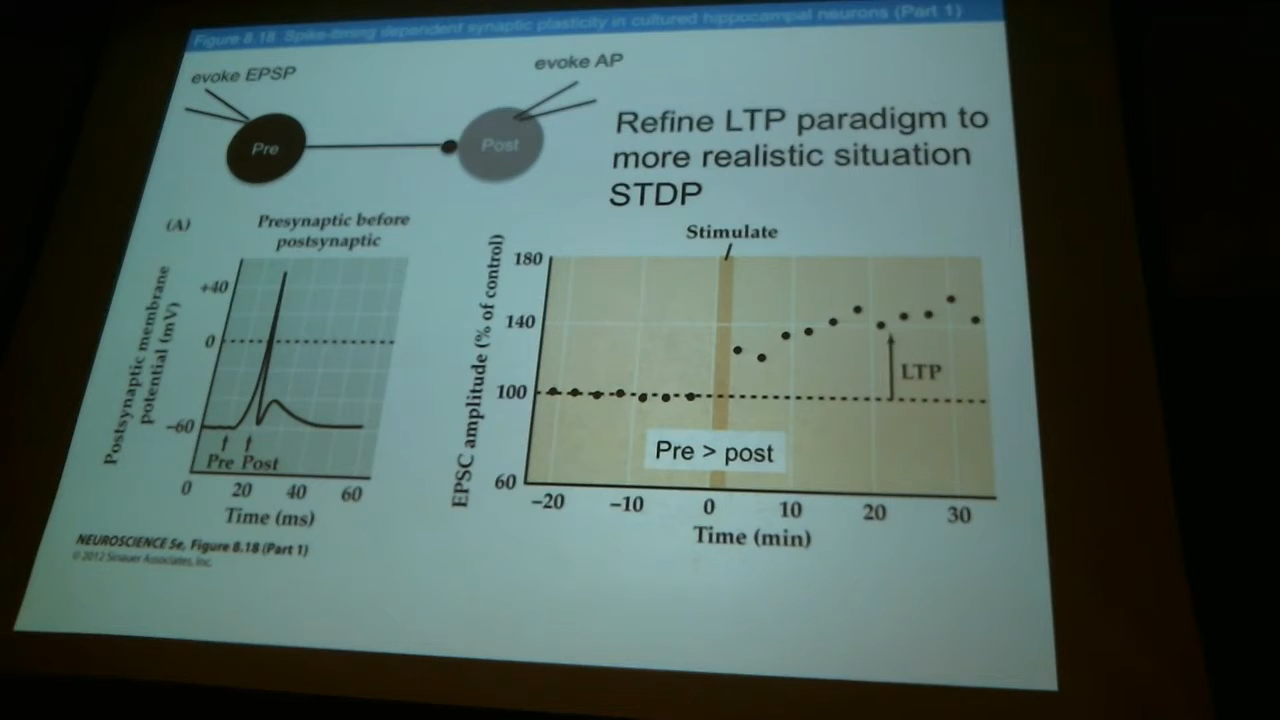 Figure 8.18 Spike-timing dependent synaptic plasticity in cultured hippocampal neurons (Part 1)
evoke EPSP
evoke AP
Pre
Post
Refine LTP paradigm to
more realistic situation
STDP
(A)
Presynaptic before
postsynaptic
Postsynaptic membrane
potential (mV)
+40
0
−60
Pre Post
0 20 40 60
Time (ms)
Stimulate
EPSC amplitude (% of control)
180
140
100
60
LTP
Pre > post
−20 −10 0 10 20 30
Time (min)
NEUROSCIENCE 5e, Figure 8.18 (Part 1)
© 2012 Sinauer Associates, Inc.